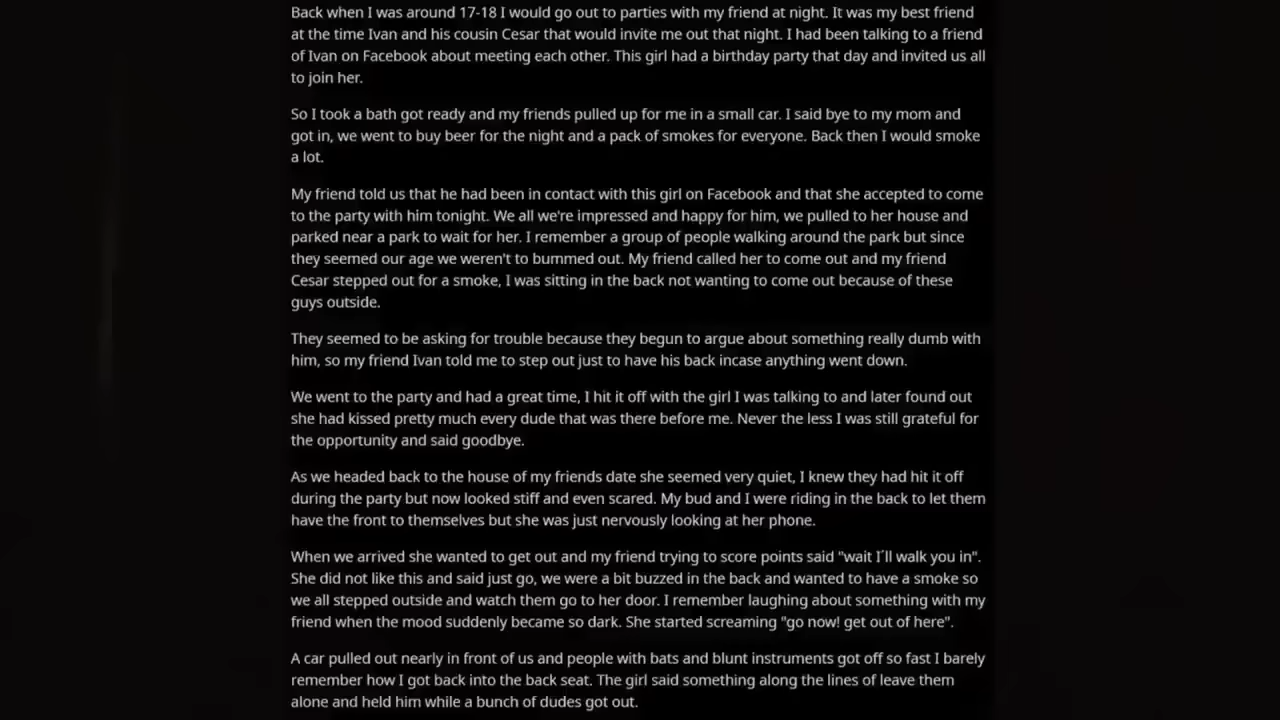 Back when I was around 17-18 I would go out to parties with my friend at night. It was my best friend
at the time Ivan and his cousin Cesar that would invite me out that night. I had been talking to a friend
of Ivan on Facebook about meeting each other. This girl had a birthday party that day and invited us all
to join her.
So I took a bath got ready and my friends pulled up for me in a small car. I said bye to my mom and
got in, we went to buy beer for the night and a pack of smokes for everyone. Back then I would smoke
a lot.
My friend told us that he had been in contact with this girl on Facebook and that she accepted to come
to the party with him tonight. We all we're impressed and happy for him, we pulled to her house and
parked near a park to wait for her. I remember a group of people walking around the park but since
they seemed our age we weren't to bummed out. My friend called her to come out and my friend
Cesar stepped out for a smoke, I was sitting in the back not wanting to come out because of these
guys outside.
They seemed to be asking for trouble because they begun to argue about something really dumb with
him, so my friend Ivan told me to step out just to have his back incase anything went down.
We went to the party and had a great time, I hit it off with the girl I was talking to and later found out
she had kissed pretty much every dude that was there before me. Never the less I was still grateful for
the opportunity and said goodbye.
As we headed back to the house of my friends date she seemed very quiet, I knew they had hit it off
during the party but now looked stiff and even scared. My bud and I were riding in the back to let them
have the front to themselves but she was just nervously looking at her phone.
When we arrived she wanted to get out and my friend trying to score points said "wait I´ll walk you in".
She did not like this and said just go, we were a bit buzzed in the back and wanted to have a smoke so
we all stepped outside and watch them go to her door. I remember laughing about something with my
friend when the mood suddenly became so dark. She started screaming "go now! get out of here".
A car pulled out nearly in front of us and people with bats and blunt instruments got off so fast I barely
remember how I got back into the back seat. The girl said something along the lines of leave them
alone and held him while a bunch of dudes got out.